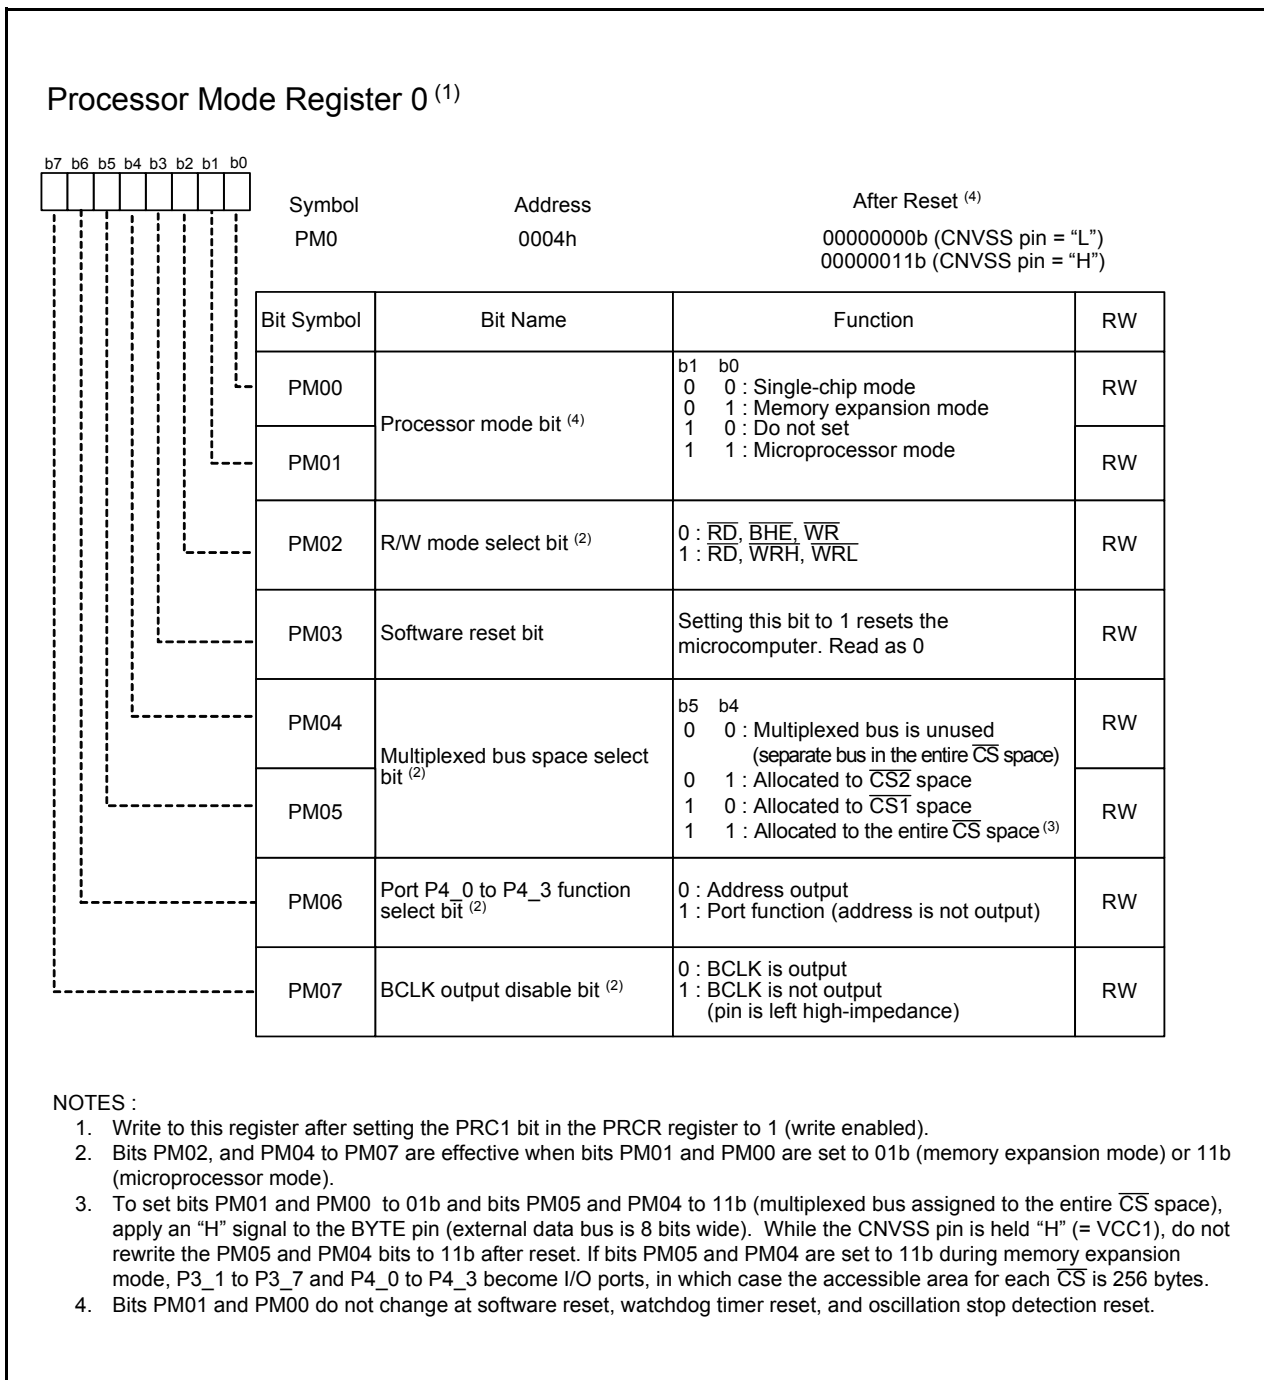 Processor Mode Register 0 (1)
b7 b6 b5 b4 b3 b2 b1 b0
Symbol Address After Reset (4)
PM0 0004h 00000000b (CNVSS pin = “L”)
00000011b (CNVSS pin = “H”)
Bit Symbol Bit Name Function RW
PM00 RW
Processor mode bit (4)
b1 b0
0 0 : Single-chip mode
0 1 : Memory expansion mode
1 0 : Do not set
1 1 : Microprocessor mode
PM01 RW
PM02 R/W mode select bit (2) RW
0 : RD, BHE, WR
1 : RD, WRH, WRL
PM03 Software reset bit RW
Setting this bit to 1 resets the
microcomputer. Read as 0
PM04 RW
Multiplexed bus space select
bit (2)
b5 b4
0 0 : Multiplexed bus is unused
(separate bus in the entire CS space)
0 1 : Allocated to CS2 space
1 0 : Allocated to CS1 space
1 1 : Allocated to the entire CS space (3)
PM05 RW
PM06 RW
Port P4_0 to P4_3 function
select bit (2)
0 : Address output
1 : Port function (address is not output)
PM07 BCLK output disable bit (2) RW
0 : BCLK is output
1 : BCLK is not output
(pin is left high-impedance)
NOTES :
1. Write to this register after setting the PRC1 bit in the PRCR register to 1 (write enabled).
2. Bits PM02, and PM04 to PM07 are effective when bits PM01 and PM00 are set to 01b (memory expansion mode) or 11b
(microprocessor mode).
3. To set bits PM01 and PM00 to 01b and bits PM05 and PM04 to 11b (multiplexed bus assigned to the entire CS space),
apply an “H” signal to the BYTE pin (external data bus is 8 bits wide). While the CNVSS pin is held “H” (= VCC1), do not
rewrite the PM05 and PM04 bits to 11b after reset. If bits PM05 and PM04 are set to 11b during memory expansion
mode, P3_1 to P3_7 and P4_0 to P4_3 become I/O ports, in which case the accessible area for each CS is 256 bytes.
4. Bits PM01 and PM00 do not change at software reset, watchdog timer reset, and oscillation stop detection reset.